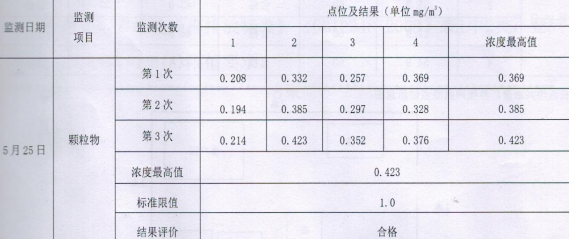 监测日期 监测项目 监测次数 点位及结果（单位 mg/m³）
1 2 3 4 浓度最高值
5月25日 颗粒物 第1次 0.208 0.332 0.257 0.369 0.369
第2次 0.194 0.385 0.297 0.328 0.385
第3次 0.214 0.423 0.352 0.376 0.423
浓度最高值 0.423
标准限值 1.0
结果评价 合格